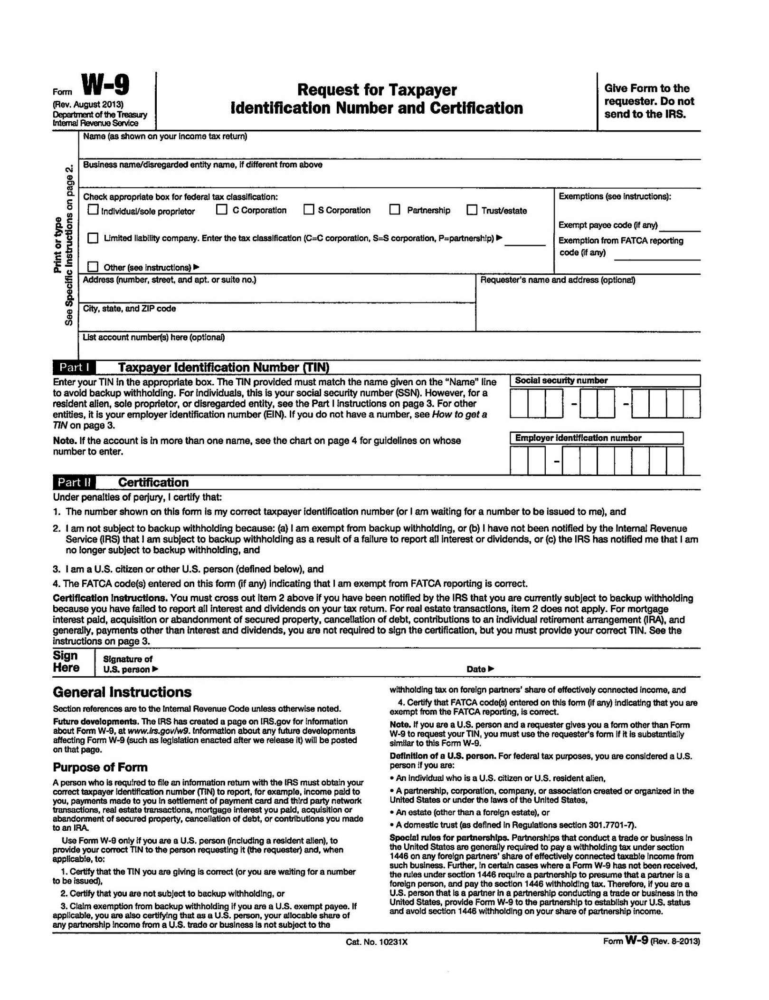 Form W-9
(Rev. August 2013)
Department of the Treasury
Internal Revenue Service
Request for Taxpayer
Identification Number and Certification
Give Form to the
requester. Do not
send to the IRS.
Print or type
See Specific Instructions on page 2.
Name (as shown on your income tax return)
Business name/disregarded entity name, if different from above
Check appropriate box for federal tax classification:
Individual/sole proprietor C Corporation S Corporation Partnership Trust/estate
Limited liability company. Enter the tax classification (C=C corporation, S=S corporation, P=partnership) ▶
Other (see instructions) ▶
Exemptions (see instructions):
Exempt payee code (if any)
Exemption from FATCA reporting
code (if any)
Address (number, street, and apt. or suite no.)
Requester's name and address (optional)
City, state, and ZIP code
List account number(s) here (optional)
Part I Taxpayer Identification Number (TIN)
Enter your TIN in the appropriate box. The TIN provided must match the name given on the "Name" line
to avoid backup withholding. For individuals, this is your social security number (SSN). However, for a
resident alien, sole proprietor, or disregarded entity, see the Part I instructions on page 3. For other
entities, it is your employer identification number (EIN). If you do not have a number, see How to get a
TIN on page 3.
Note. If the account is in more than one name, see the chart on page 4 for guidelines on whose
number to enter.
Social security number
- -
Employer identification number
-
Part II Certification
Under penalties of perjury, I certify that:
1. The number shown on this form is my correct taxpayer identification number (or I am waiting for a number to be issued to me), and
2. I am not subject to backup withholding because: (a) I am exempt from backup withholding, or (b) I have not been notified by the Internal Revenue
Service (IRS) that I am subject to backup withholding as a result of a failure to report all interest or dividends, or (c) the IRS has notified me that I am
no longer subject to backup withholding, and
3. I am a U.S. citizen or other U.S. person (defined below), and
4. The FATCA code(s) entered on this form (if any) indicating that I am exempt from FATCA reporting is correct.
Certification instructions. You must cross out item 2 above if you have been notified by the IRS that you are currently subject to backup withholding
because you have failed to report all interest and dividends on your tax return. For real estate transactions, item 2 does not apply. For mortgage
interest paid, acquisition or abandonment of secured property, cancellation of debt, contributions to an individual retirement arrangement (IRA), and
generally, payments other than interest and dividends, you are not required to sign the certification, but you must provide your correct TIN. See the
instructions on page 3.
Sign
Here
Signature of
U.S. person ▶
Date ▶
General Instructions
Section references are to the Internal Revenue Code unless otherwise noted.
Future developments. The IRS has created a page on IRS.gov for information
about Form W-9, at www.irs.gov/w9. Information about any future developments
affecting Form W-9 (such as legislation enacted after we release it) will be posted
on that page.
Purpose of Form
A person who is required to file an information return with the IRS must obtain your
correct taxpayer identification number (TIN) to report, for example, income paid to
you, payments made to you in settlement of payment card and third party network
transactions, real estate transactions, mortgage interest you paid, acquisition or
abandonment of secured property, cancellation of debt, or contributions you made
to an IRA.
Use Form W-9 only if you are a U.S. person (including a resident alien), to
provide your correct TIN to the person requesting it (the requester) and, when
applicable, to:
1. Certify that the TIN you are giving is correct (or you are waiting for a number
to be issued),
2. Certify that you are not subject to backup withholding, or
3. Claim exemption from backup withholding if you are a U.S. exempt payee. If
applicable, you are also certifying that as a U.S. person, your allocable share of
any partnership income from a U.S. trade or business is not subject to the
withholding tax on foreign partners' share of effectively connected income, and
4. Certify that FATCA code(s) entered on this form (if any) indicating that you are
exempt from the FATCA reporting, is correct.
Note. If you are a U.S. person and a requester gives you a form other than Form
W-9 to request your TIN, you must use the requester's form if it is substantially
similar to this Form W-9.
Definition of a U.S. person. For federal tax purposes, you are considered a U.S.
person if you are:
• An individual who is a U.S. citizen or U.S. resident alien,
• A partnership, corporation, company, or association created or organized in the
United States or under the laws of the United States,
• An estate (other than a foreign estate), or
• A domestic trust (as defined in Regulations section 301.7701-7).
Special rules for partnerships. Partnerships that conduct a trade or business in
the United States are generally required to pay a withholding tax under section
1446 on any foreign partners' share of effectively connected taxable income from
such business. Further, in certain cases where a Form W-9 has not been received,
the rules under section 1446 require a partnership to presume that a partner is a
foreign person, and pay the section 1446 withholding tax. Therefore, if you are a
U.S. person that is a partner in a partnership conducting a trade or business in the
United States, provide Form W-9 to the partnership to establish your U.S. status
and avoid section 1446 withholding on your share of partnership income.
Cat. No. 10231X
Form W-9 (Rev. 8-2013)